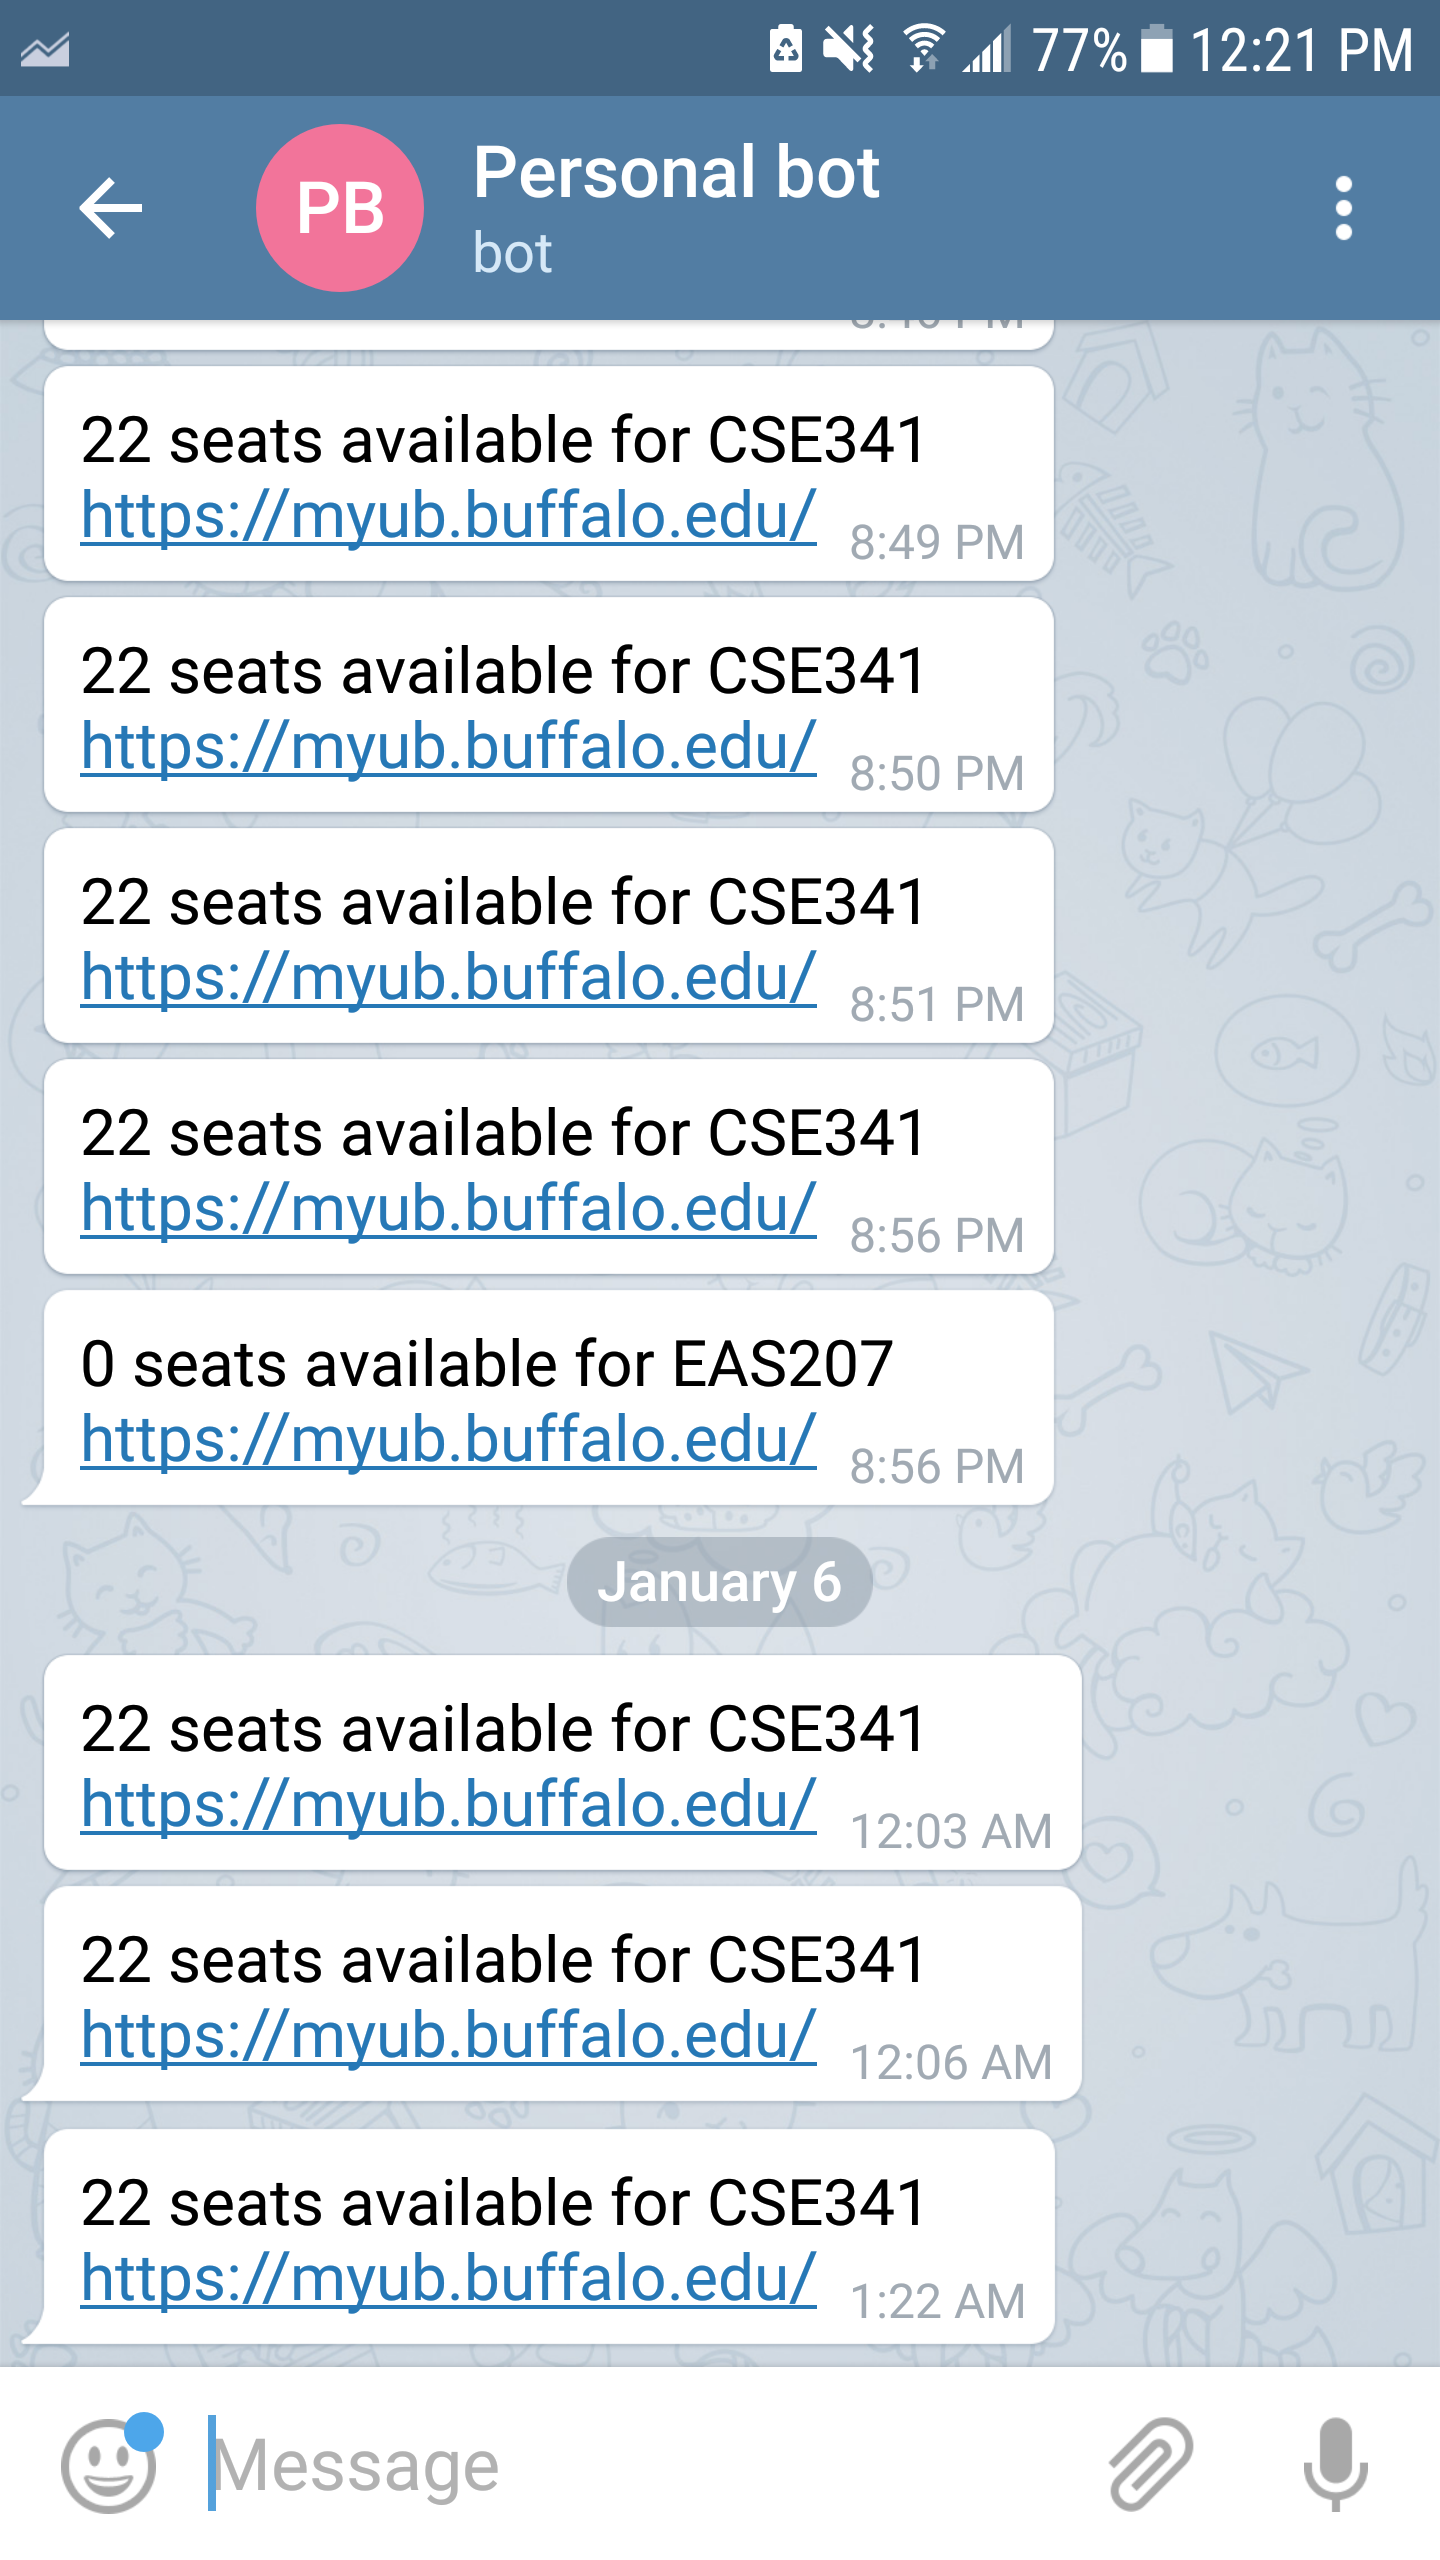 77% 12:21 PM
PB
Personal bot
bot
22 seats available for CSE341
https://myub.buffalo.edu/ 8:49 PM
22 seats available for CSE341
https://myub.buffalo.edu/ 8:50 PM
22 seats available for CSE341
https://myub.buffalo.edu/ 8:51 PM
22 seats available for CSE341
https://myub.buffalo.edu/ 8:56 PM
0 seats available for EAS207
https://myub.buffalo.edu/ 8:56 PM
January 6
22 seats available for CSE341
https://myub.buffalo.edu/ 12:03 AM
22 seats available for CSE341
https://myub.buffalo.edu/ 12:06 AM
22 seats available for CSE341
https://myub.buffalo.edu/ 1:22 AM
Message